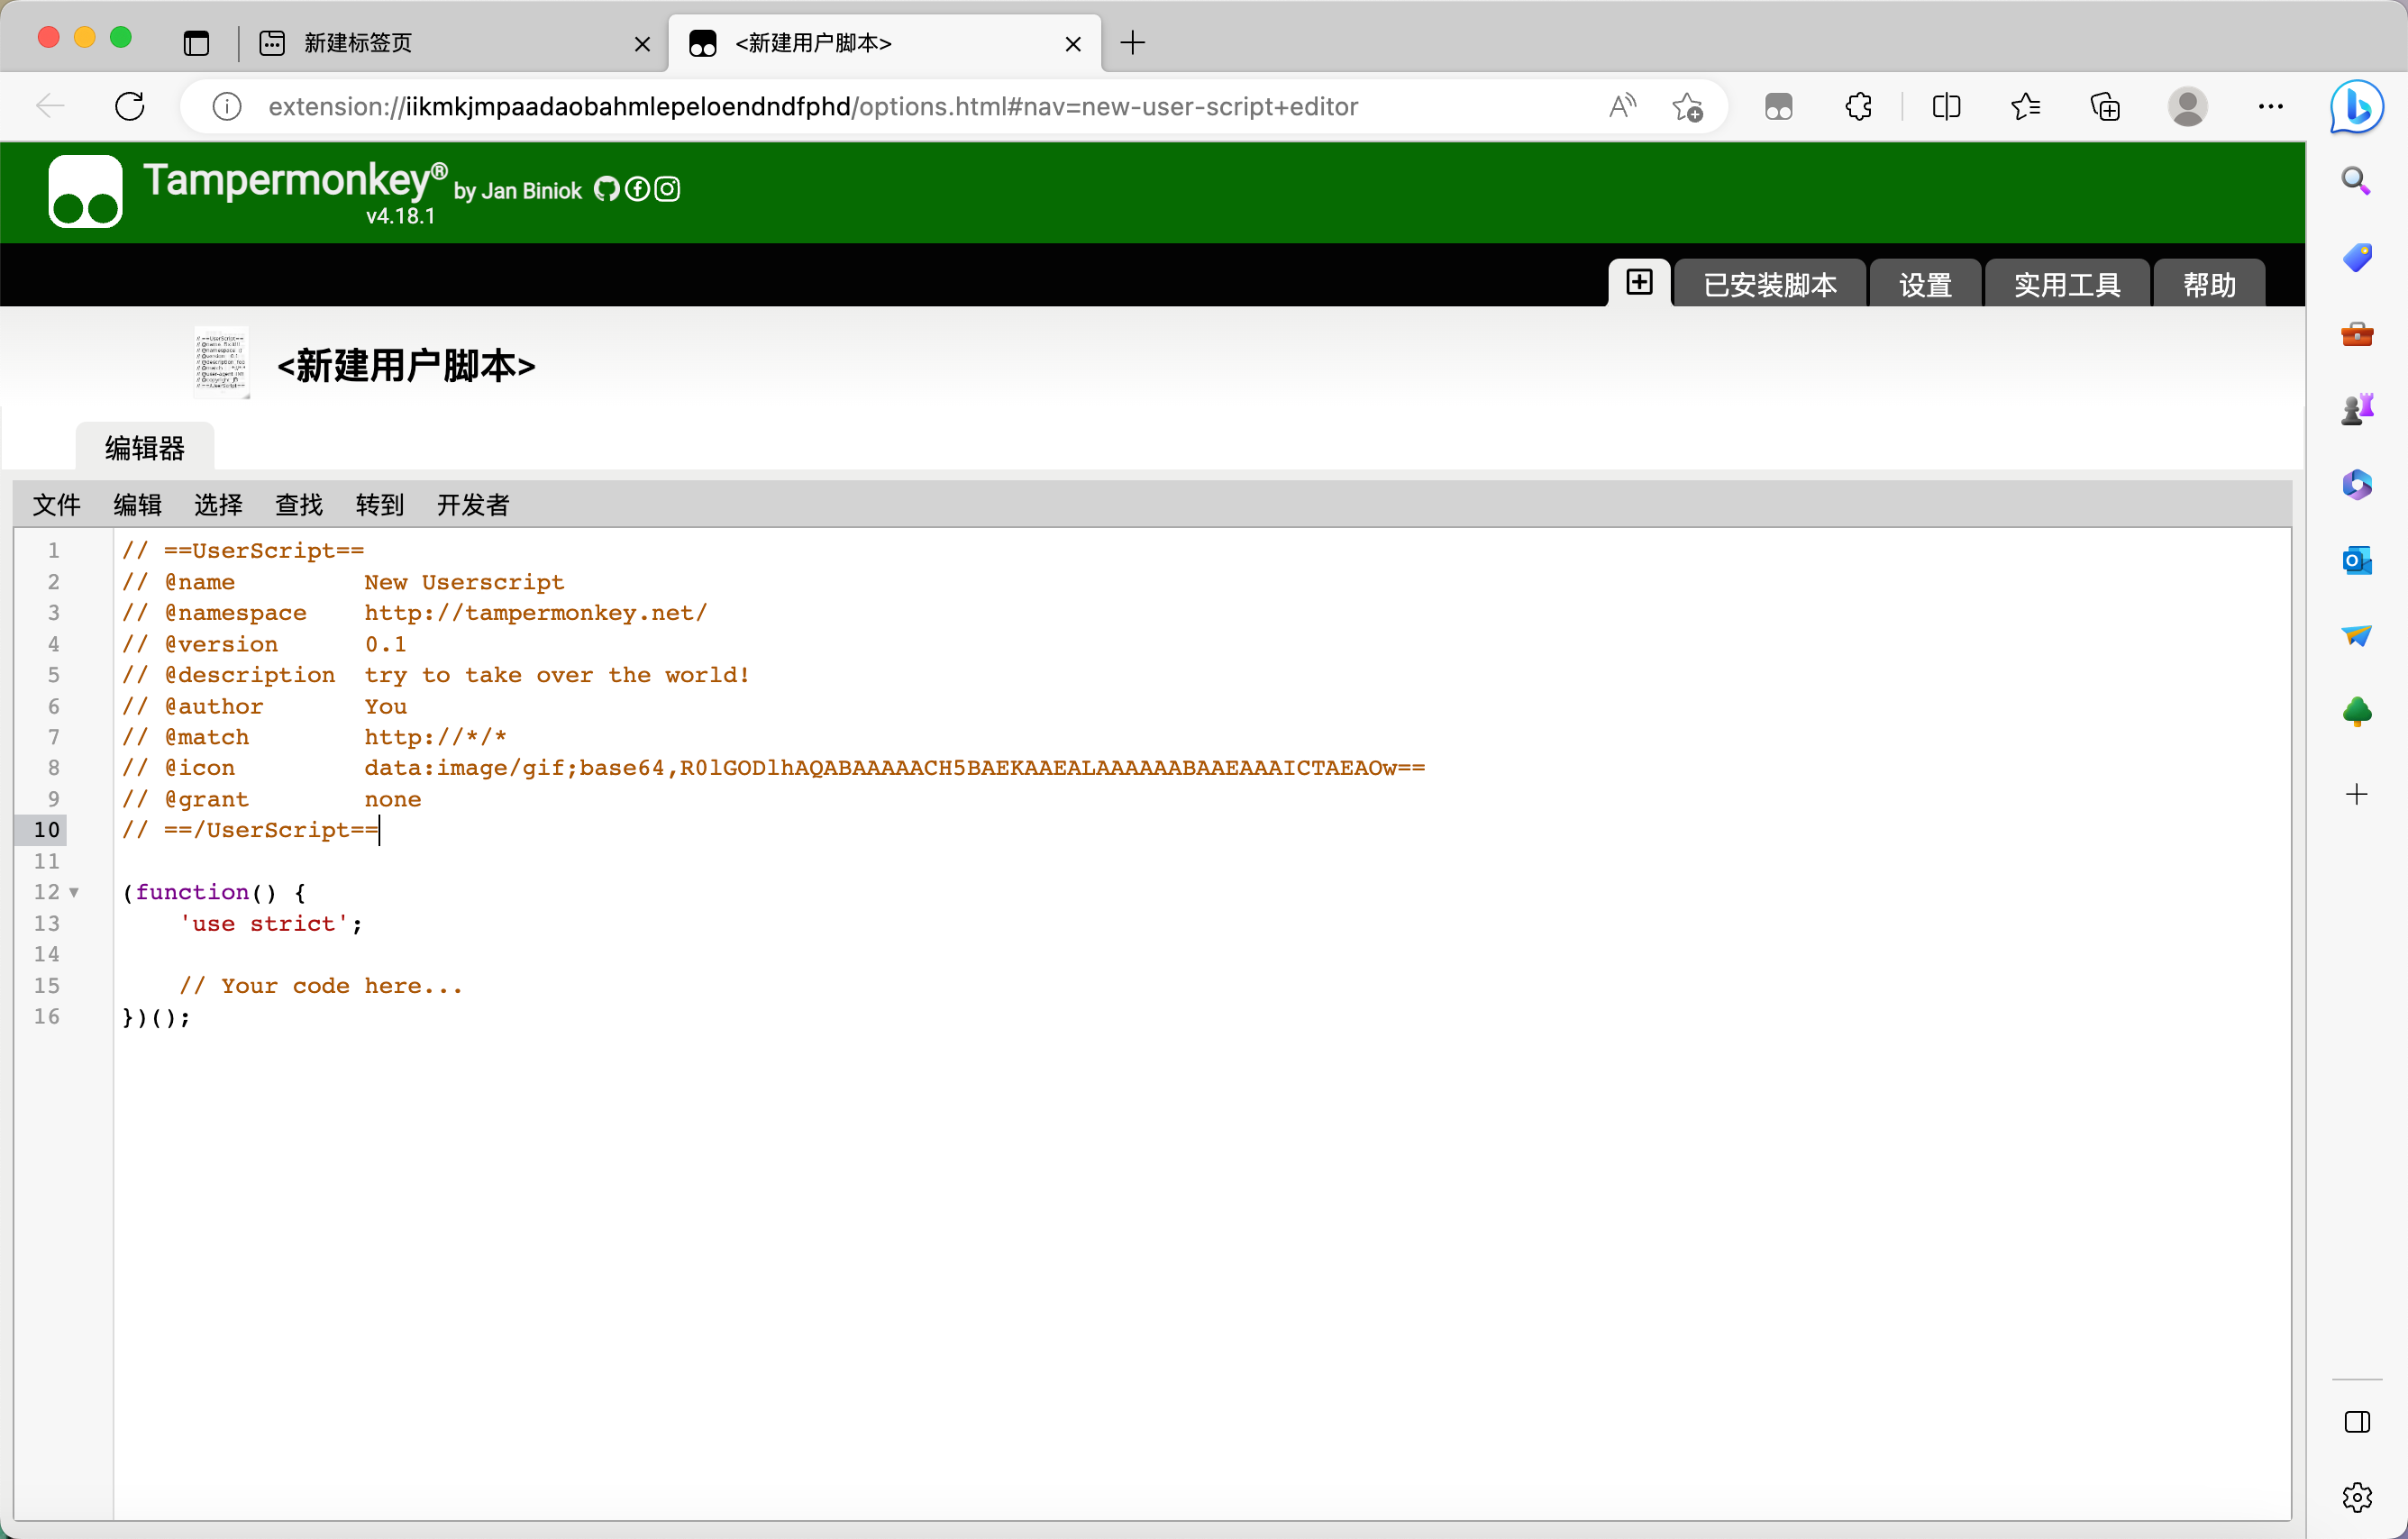 新建标签页
<新建用户脚本>
extension://iikmkjmpaadaobahmlepeloendndfphd/options.html#nav=new-user-script+editor
Tampermonkey® by Jan Biniok
v4.18.1
已安装脚本 设置 实用工具 帮助
<新建用户脚本>
编辑器
文件 编辑 选择 查找 转到 开发者
1 // ==UserScript==
2 // @name         New Userscript
3 // @namespace    http://tampermonkey.net/
4 // @version      0.1
5 // @description  try to take over the world!
6 // @author       You
7 // @match        http://*/*
8 // @icon         data:image/gif;base64,R0lGODlhAQABAAAAACH5BAEKAAEALAAAAAABAAEAAAICTAEAOw==
9 // @grant        none
10 // ==/UserScript==
11
12 (function() {
13     'use strict';
14
15     // Your code here...
16 })();